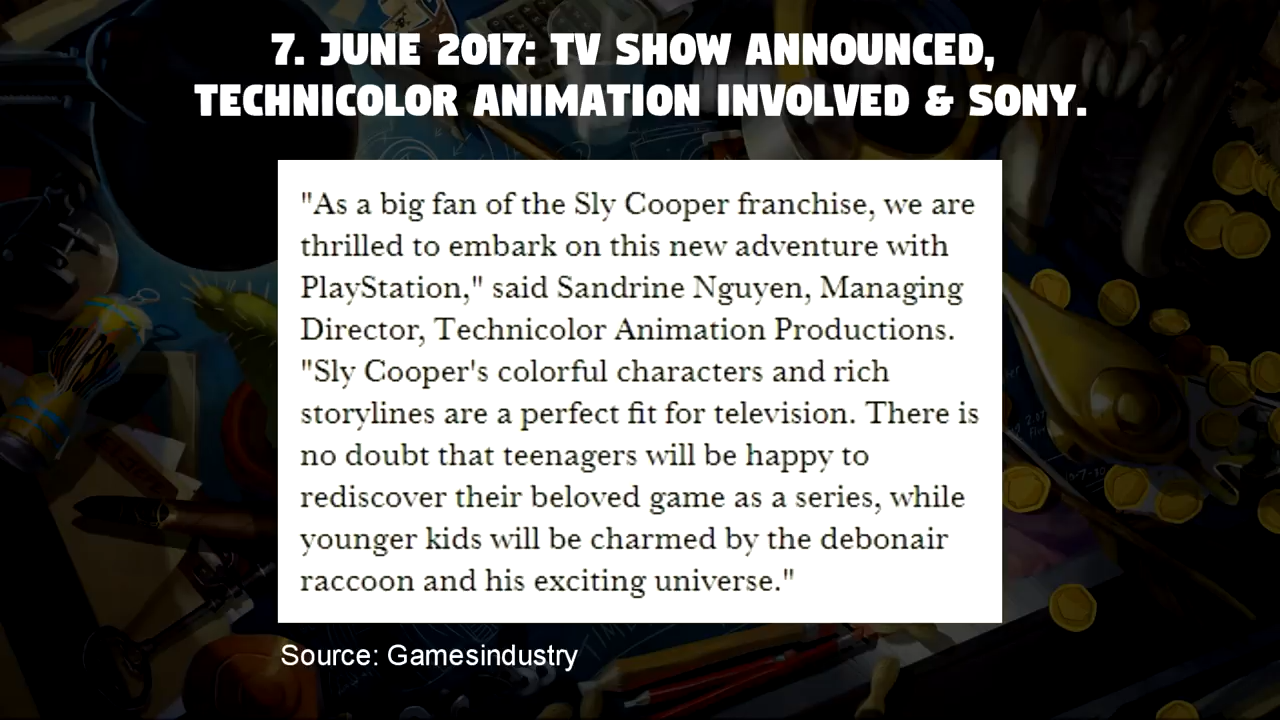 7. JUNE 2017: TV SHOW ANNOUNCED,
TECHNICOLOR ANIMATION INVOLVED & SONY.
"As a big fan of the Sly Cooper franchise, we are
thrilled to embark on this new adventure with
PlayStation," said Sandrine Nguyen, Managing
Director, Technicolor Animation Productions.
"Sly Cooper's colorful characters and rich
storylines are a perfect fit for television. There is
no doubt that teenagers will be happy to
rediscover their beloved game as a series, while
younger kids will be charmed by the debonair
raccoon and his exciting universe."
Source: Gamesindustry